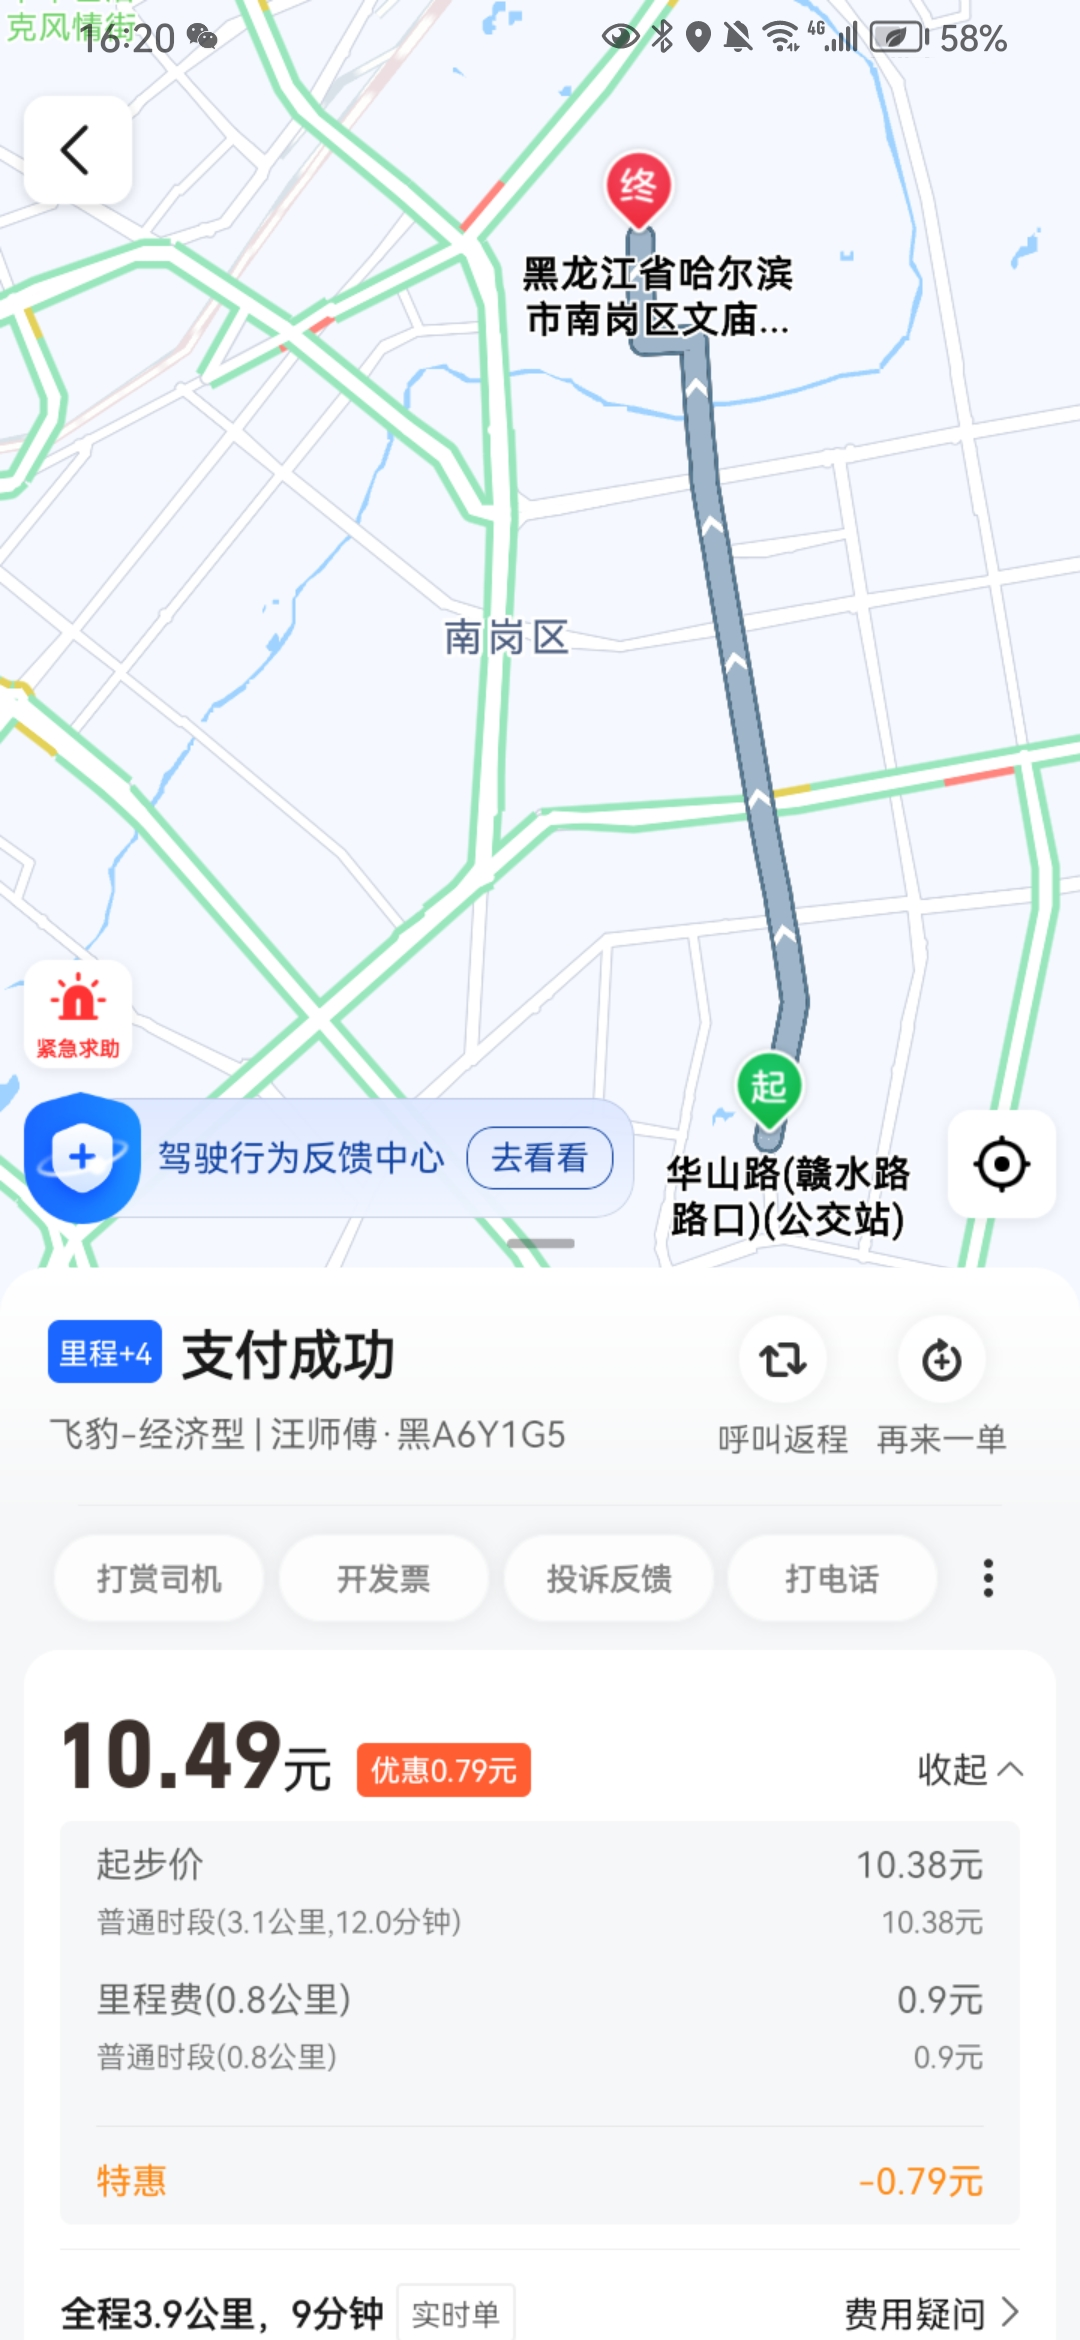 克风情街
16:20
4G
58%
终
黑龙江省哈尔滨
市南岗区文庙...
南岗区
紧急求助
驾驶行为反馈中心
去看看
起
华山路(赣水路
路口)(公交站)
里程+4
支付成功
飞豹-经济型 | 汪师傅·黑A6Y1G5
呼叫返程
再来一单
打赏司机
开发票
投诉反馈
打电话
10.49元
优惠0.79元
收起
起步价 10.38元
普通时段(3.1公里,12.0分钟) 10.38元
里程费(0.8公里) 0.9元
普通时段(0.8公里) 0.9元
特惠 -0.79元
全程3.9公里，9分钟
实时单
费用疑问